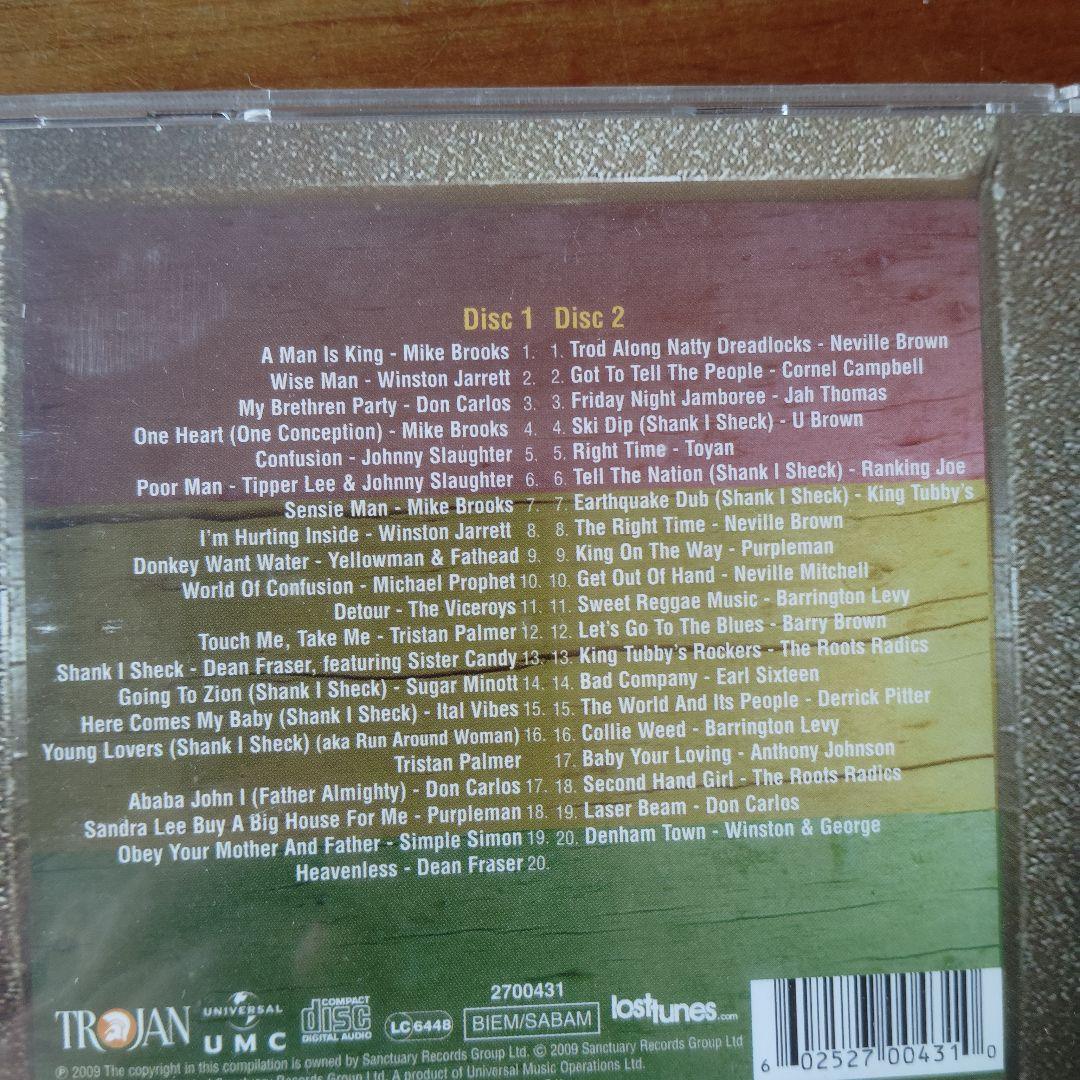 Disc 1
A Man Is King - Mike Brooks 1.
Wise Man - Winston Jarrett 2.
My Brethren Party - Don Carlos 3.
One Heart (One Conception) - Mike Brooks 4.
Confusion - Johnny Slaughter 5.
Poor Man - Tipper Lee & Johnny Slaughter 6.
Sensie Man - Mike Brooks 7.
I'm Hurting Inside - Winston Jarrett 8.
Donkey Want Water - Yellowman & Fathead 9.
World Of Confusion - Michael Prophet 10.
Detour - The Viceroys 11.
Touch Me, Take Me - Tristan Palmer 12.
Shank I Sheck - Dean Fraser, featuring Sister Candy 13.
Going To Zion (Shank I Sheck) - Sugar Minott 14.
Here Comes My Baby (Shank I Sheck) - Ital Vibes 15.
Young Lovers (Shank I Sheck) (aka Run Around Woman) 16.
Tristan Palmer
Ababa John I (Father Almighty) - Don Carlos 17.
Sandra Lee Buy A Big House For Me - Purpleman 18.
Obey Your Mother And Father - Simple Simon 19.
Heavenless - Dean Fraser 20.
Disc 2
1. Trod Along Natty Dreadlocks - Neville Brown
2. Got To Tell The People - Cornel Campbell
3. Friday Night Jamboree - Jah Thomas
4. Ski Dip (Shank I Sheck) - U Brown
5. Right Time - Toyan
6. Tell The Nation (Shank I Sheck) - Ranking Joe
7. Earthquake Dub (Shank I Sheck) - King Tubby's
8. The Right Time - Neville Brown
9. King On The Way - Purpleman
10. Get Out Of Hand - Neville Mitchell
11. Sweet Reggae Music - Barrington Levy
12. Let's Go To The Blues - Barry Brown
13. King Tubby's Rockers - The Roots Radics
14. Bad Company - Earl Sixteen
15. The World And Its People - Derrick Pitter
16. Collie Weed - Barrington Levy
17. Baby Your Loving - Anthony Johnson
18. Second Hand Girl - The Roots Radics
19. Laser Beam - Don Carlos
20. Denham Town - Winston & George
TROJAN
UNIVERSAL
UMC
COMPACT
disc
DIGITAL AUDIO
LC 6448
2700431
BIEM/SABAM
losttunes.com
6 02527 00431 0
℗ 2009 The copyright in this compilation is owned by Sanctuary Records Group Ltd. © 2009 Sanctuary Records Group Ltd
Sanctuary Records Group Ltd. A product of Universal Music Operations Ltd.